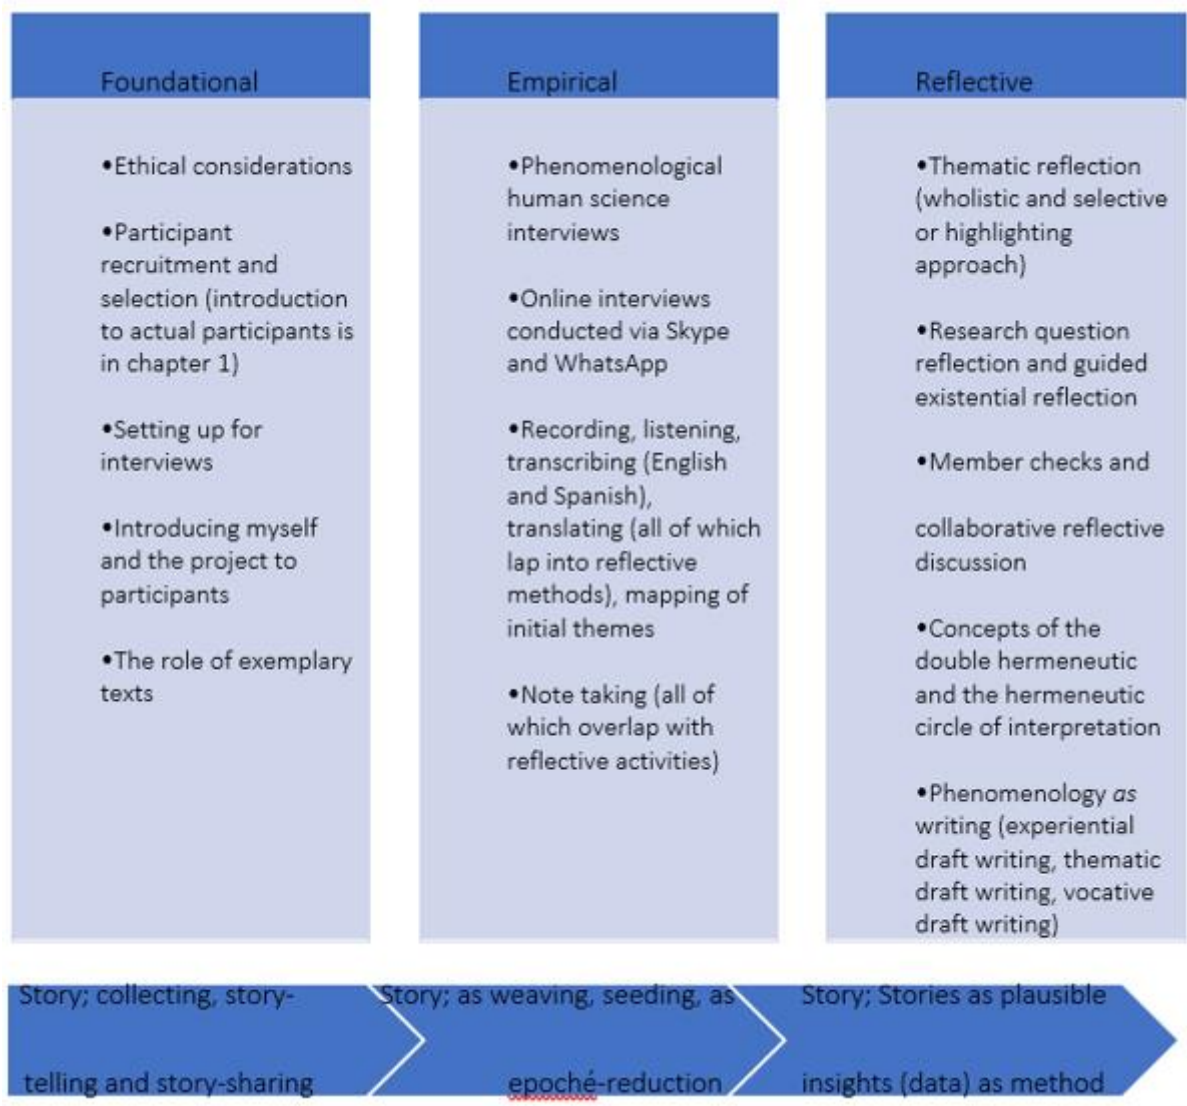 Foundational
•Ethical considerations
•Participant
recruitment and
selection (introduction
to actual participants is
in chapter 1)
•Setting up for
interviews
•Introducing myself
and the project to
participants
•The role of exemplary
texts
Empirical
•Phenomenological
human science
interviews
•Online interviews
conducted via Skype
and WhatsApp
•Recording, listening,
transcribing (English
and Spanish),
translating (all of which
lap into reflective
methods), mapping of
initial themes
•Note taking (all of
which overlap with
reflective activities)
Reflective
•Thematic reflection
(wholistic and selective
or highlighting
approach)
•Research question
reflection and guided
existential reflection
•Member checks and
collaborative reflective
discussion
•Concepts of the
double hermeneutic
and the hermeneutic
circle of interpretation
•Phenomenology as
writing (experiential
draft writing, thematic
draft writing, vocative
draft writing)
Story; collecting, story-
telling and story-sharing
Story; as weaving, seeding, as
epoché-reduction
Story; Stories as plausible
insights (data) as method